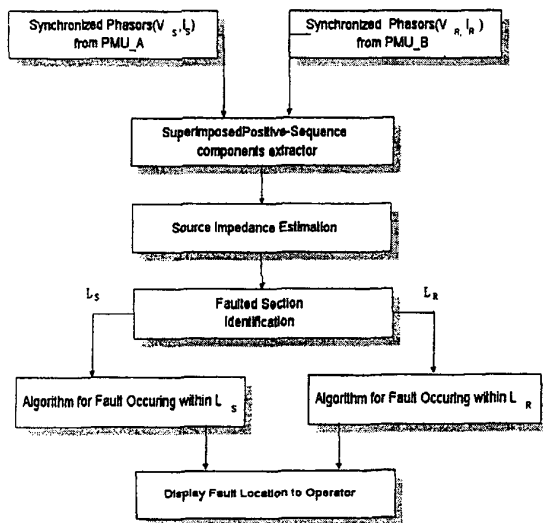 Synchronized Phasors(V S, I S)
from PMU_A
Synchronized Phasors(V R, I R)
from PMU_B
SuperimposedPositive-Sequence
components extractor
Source Impedance Estimation
L S
L R
Faulted Section
Identification
Algorithm for Fault Occuring within L S
Algorithm for Fault Occuring within L R
Display Fault Location to Operator